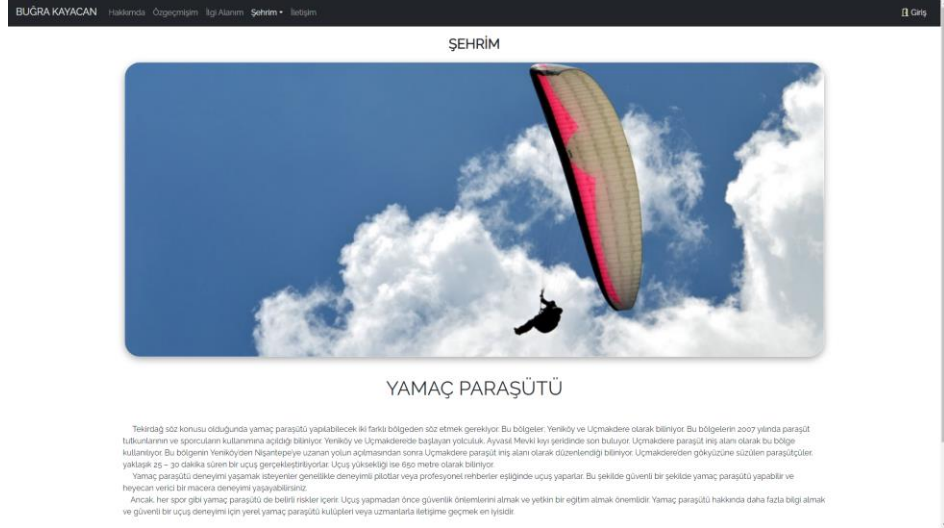 BUĞRA KAYACAN Hakkımda Özgeçmişim İlgi Alanım Şehrim İletişim Giriş
ŞEHRİM
YAMAÇ PARAŞÜTÜ
Tekirdağ söz konusu olduğunda yamaç paraşütü yapılabilecek iki farklı bölgeden söz etmek gerekiyor. Bu bölgeler: Yeniköy ve Uçmakdere olarak biliniyor. Bu bölgelerin 2007 yılında paraşüt
tutkunlarının ve sporcuların kullanımına açıldığı biliniyor. Yeniköy ve Uçmakdere'de başlayan yolculuk, Ayvasıl Mevki kıyı şeridinde son buluyor. Uçmakdere paraşüt iniş alanı olarak bu bölge
kullanılıyor. Bu bölgenin Yeniköy'den Nişantepe'ye uzanan yolun açılmasından sonra Uçmakdere paraşüt iniş alanı olarak düzenlendiği biliniyor. Uçmakdere'den gökyüzüne süzülen paraşütçüler,
yaklaşık 25 – 30 dakika süren bir uçuş gerçekleştiriliyorlar. Uçuş yüksekliği ise 650 metre olarak biliniyor.
Yamaç paraşütü deneyimi yaşamak isteyenler genellikle deneyimli pilotlar veya profesyonel rehberler eşliğinde uçuş yaparlar. Bu şekilde güvenli bir şekilde yamaç paraşütü yapabilir ve
heyecan verici bir macera deneyimi yaşayabilirsiniz.
Ancak, her spor gibi yamaç paraşütü de belirli riskler içerir. Uçuş yapmadan önce güvenlik önlemlerini almak ve yetkin bir eğitim almak önemlidir. Yamaç paraşütü hakkında daha fazla bilgi almak
ve güvenli bir uçuş deneyimi için yerel yamaç paraşütü kulüpleri veya uzmanlarla iletişime geçmek en iyisidir.